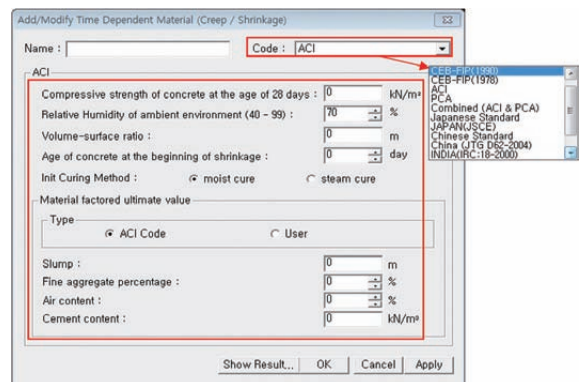 Add/Modify Time Dependent Material (Creep / Shrinkage)
Name :
Code : ACI
CEB-FIP(1990)
CEB-FIP(1978)
ACI
PCA
Combined (ACI & PCA)
Japanese Standard
JAPAN(JSCE)
Chinese Standard
China (JTG D62-2004)
INDIA(IRC:18-2000)
ACI
Compressive strength of concrete at the age of 28 days : 0 kN/m²
Relative Humidity of ambient environment (40 - 99) : 70 %
Volume-surface ratio : 0 m
Age of concrete at the beginning of shrinkage : 0 day
Init Curing Method : moist cure steam cure
Material factored ultimate value
Type
ACI Code User
Slump : 0 m
Fine aggregate percentage : 0 %
Air content : 0 %
Cement content : 0 kN/m³
Show Result... OK Cancel Apply